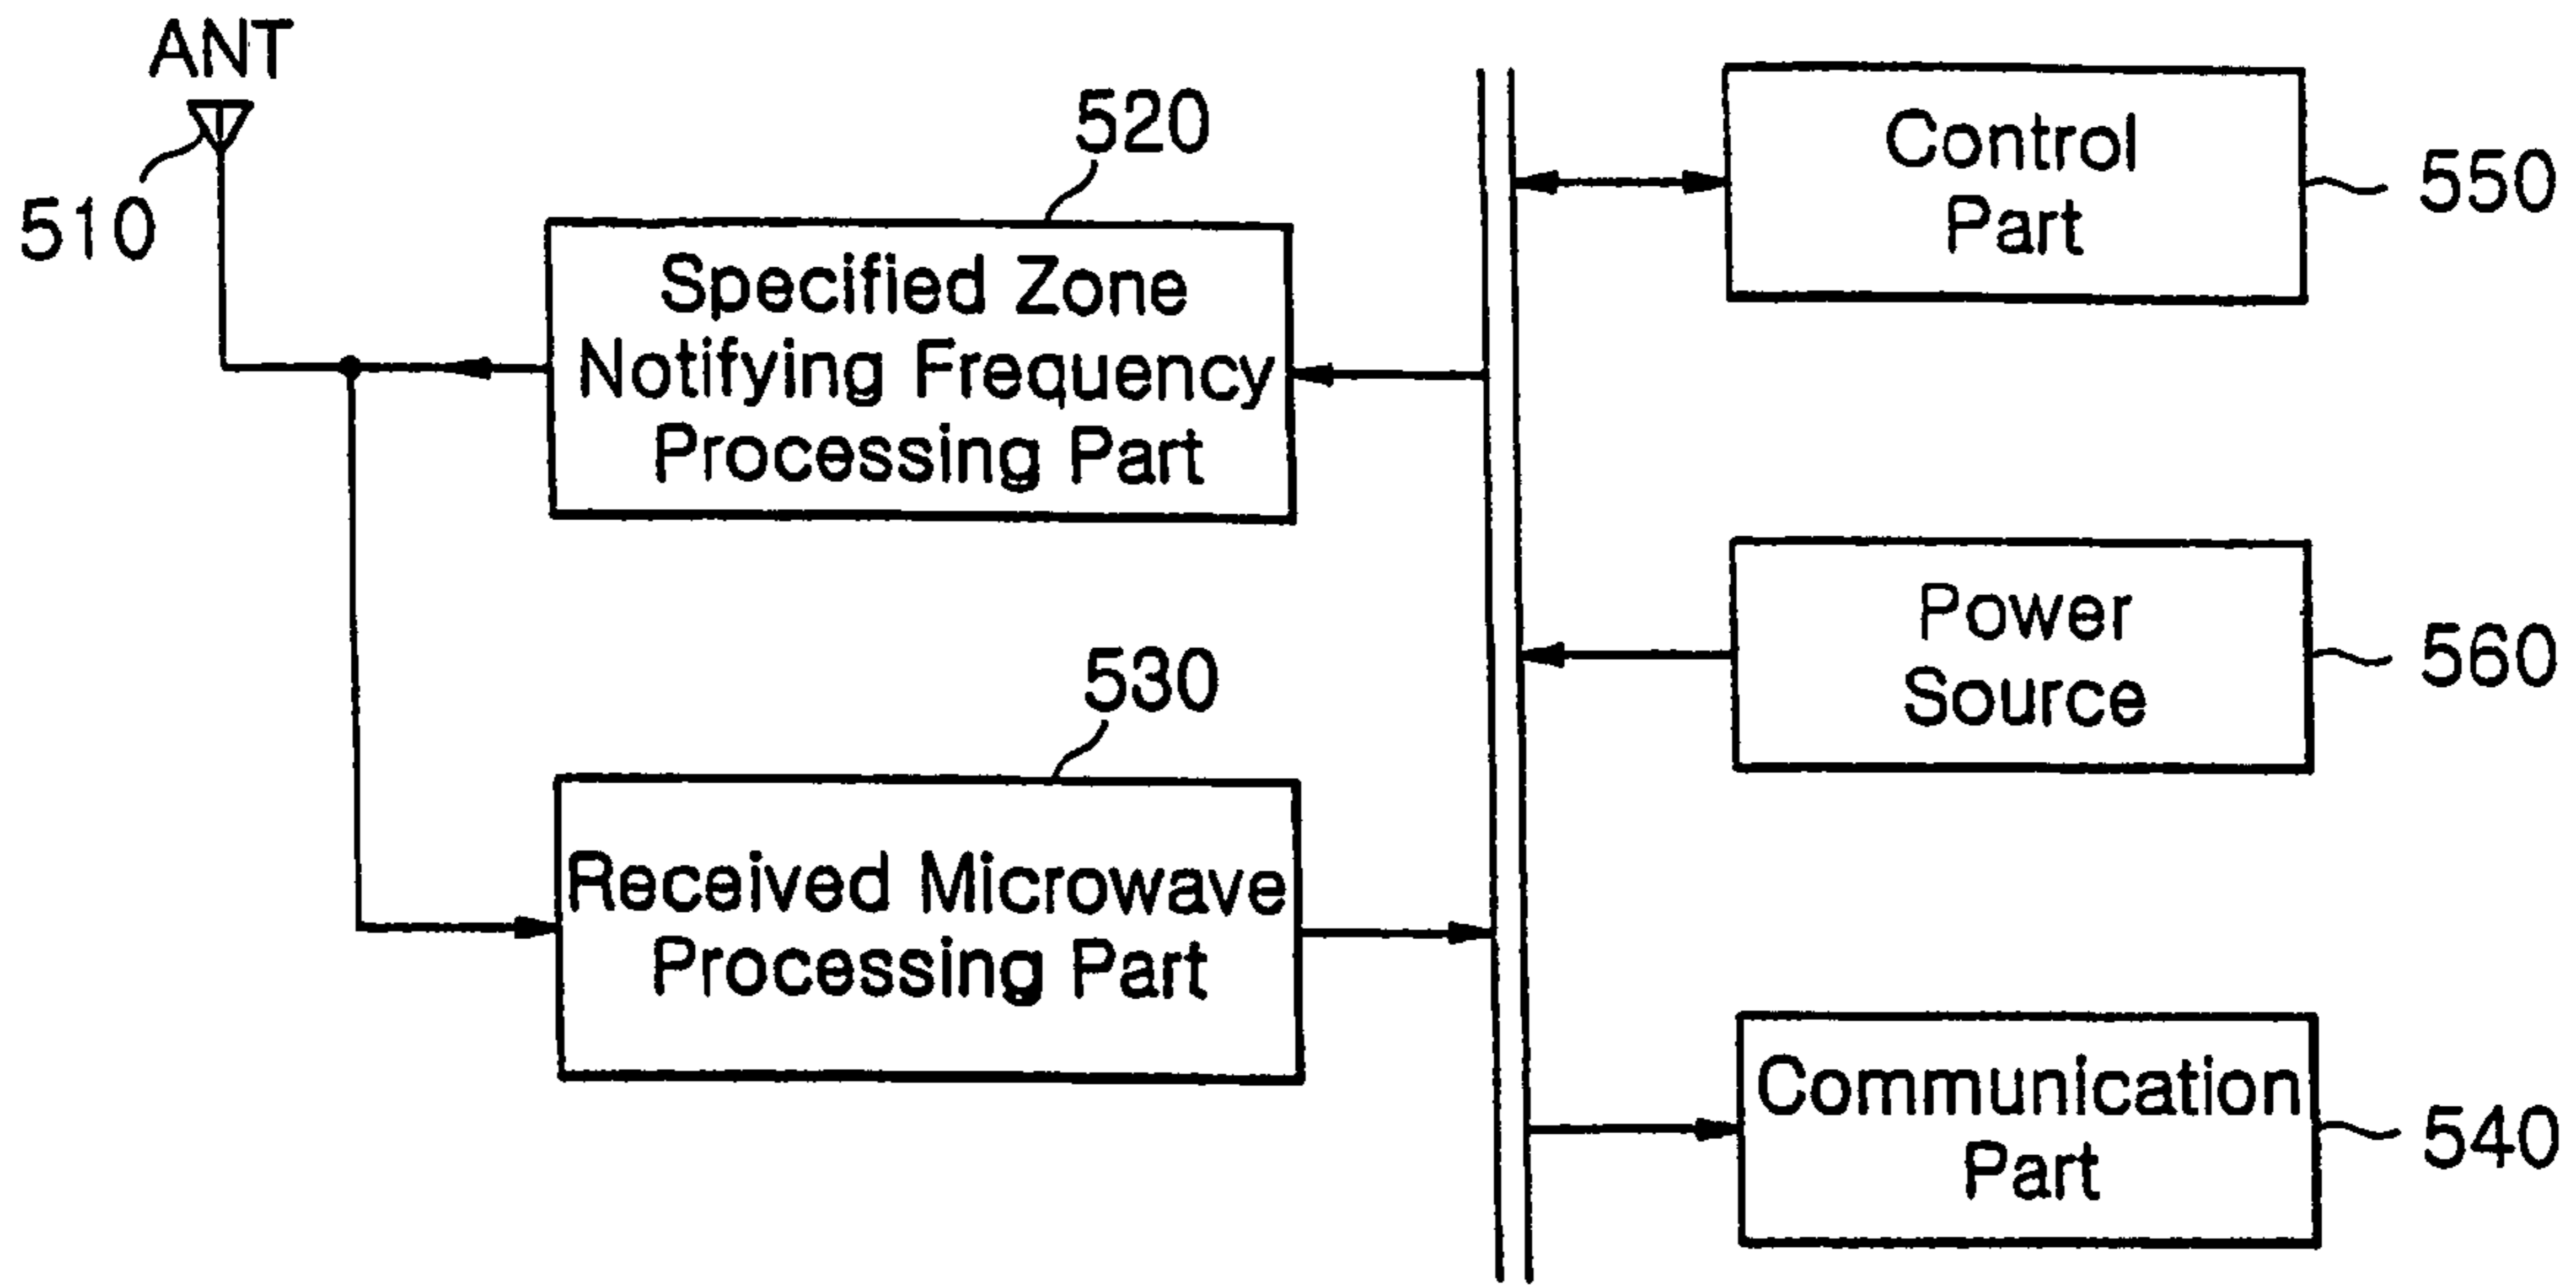 ANT
510
520
Specified Zone
Notifying Frequency
Processing Part
530
Received Microwave
Processing Part
Control
Part
550
Power
Source
560
Communication
Part
540